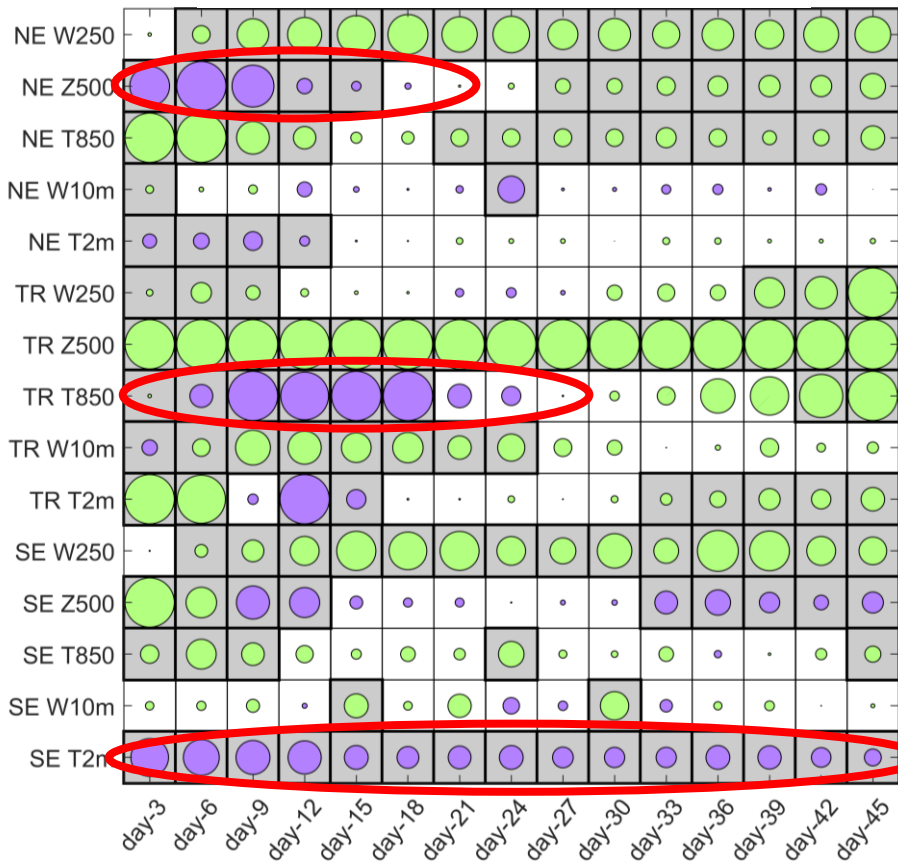 NE W250
NE Z500
NE T850
NE W10m
NE T2m
TR W250
TR Z500
TR T850
TR W10m
TR T2m
SE W250
SE Z500
SE T850
SE W10m
SE T2m
day-3 day-6 day-9 day-12 day-15 day-18 day-21 day-24 day-27 day-30 day-33 day-36 day-39 day-42 day-45